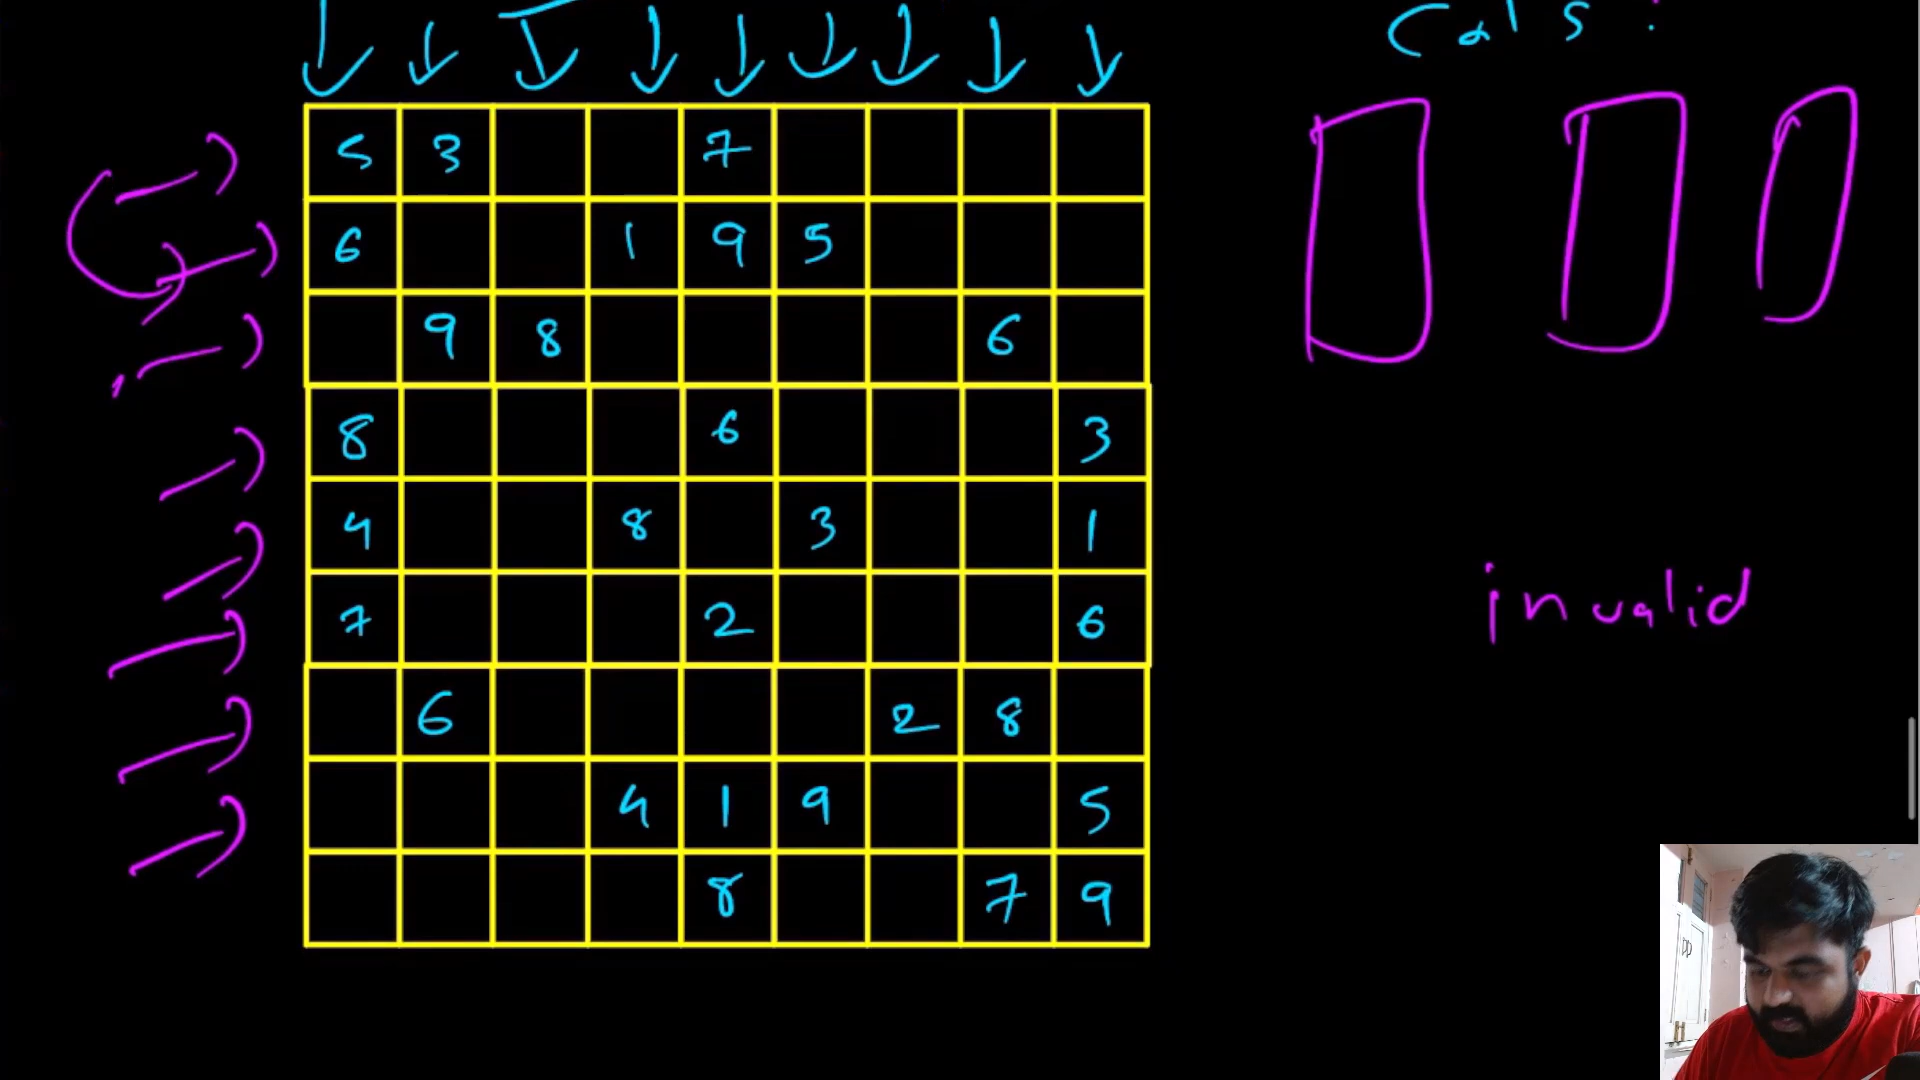 cols:
5 3 7
6 1 9 5
9 8 6
8 6 3
4 8 3 1
7 2 6
6 2 8
4 1 9 5
8 7 9
invalid